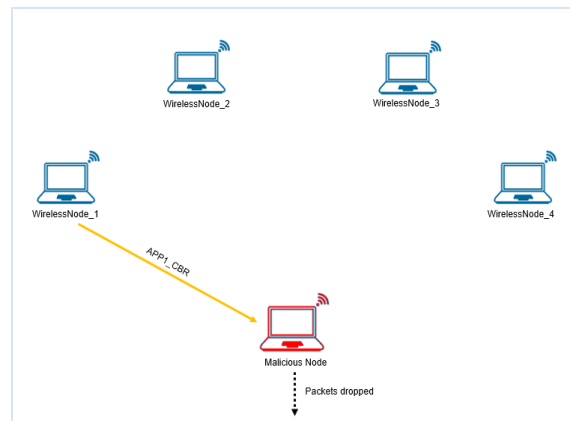 WirelessNode_2
WirelessNode_3
WirelessNode_1
WirelessNode_4
APP1_CBR
Malicious Node
Packets dropped